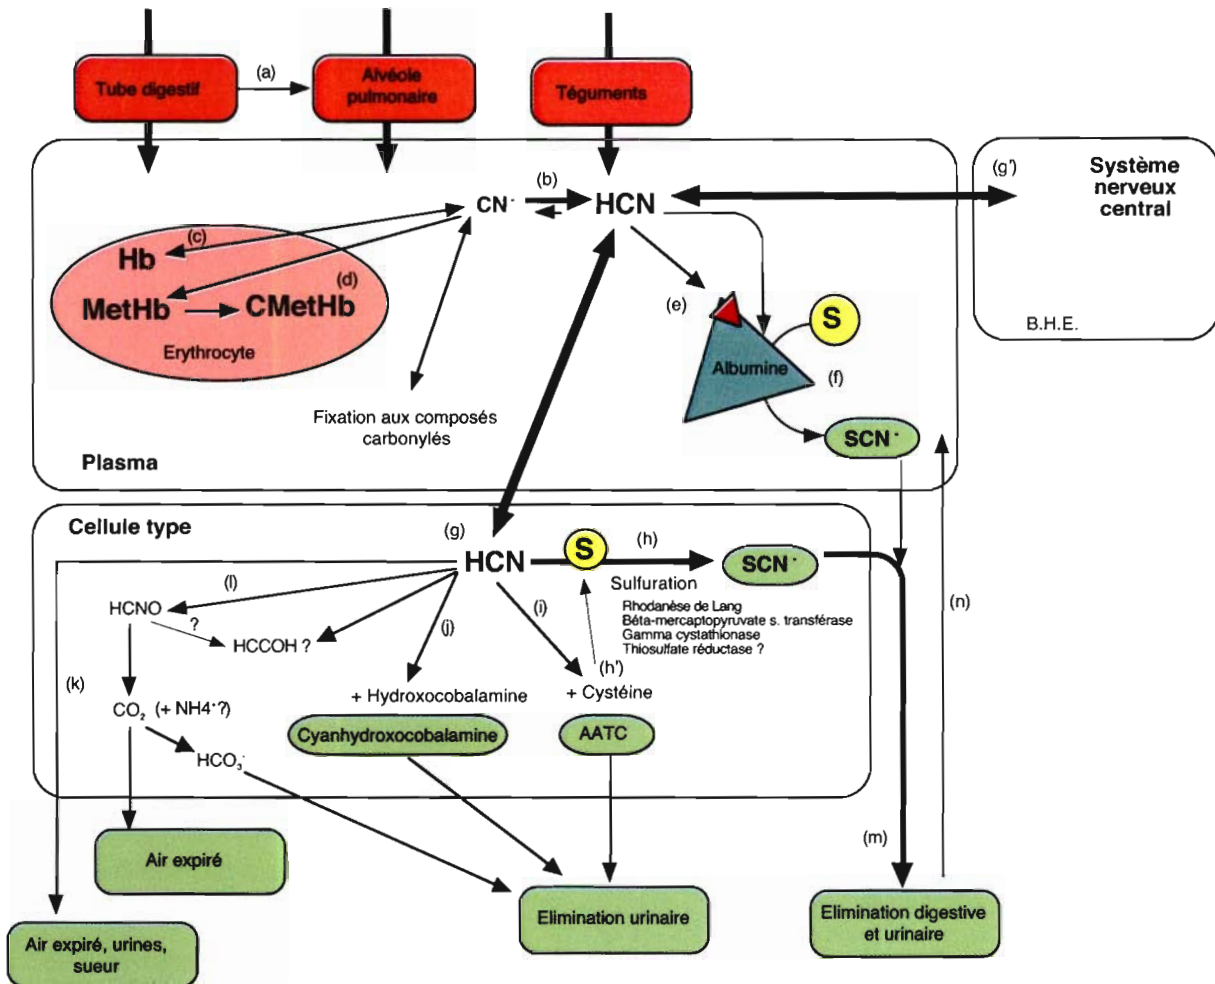 Tube digestif
(a)
Alvéole
pulmonaire
Téguments
(b)
CN-
HCN
(g')
Système
nerveux
central
B.H.E.
(c)
Hb
(d)
MetHb
CMetHb
Erythrocyte
(e)
S
Albumine
(f)
SCN-
Fixation aux composés
carbonylés
Plasma
Cellule type
(g)
HCN
S
(h)
SCN-
Sulfuration
Rhodanèse de Lang
Béta-mercaptopyruvate s. transférase
Gamma cystathionase
Thiosulfate réductase ?
(l)
HCNO
?
HCCOH ?
(j)
(i)
(h')
(n)
(k)
+ Hydroxocobalamine
+ Cystéine
CO₂ (+ NH4+?)
Cyanhydroxocobalamine
AATC
HCO₃-
(m)
Air expiré
Elimination urinaire
Elimination digestive
et urinaire
Air expiré, urines,
sueur